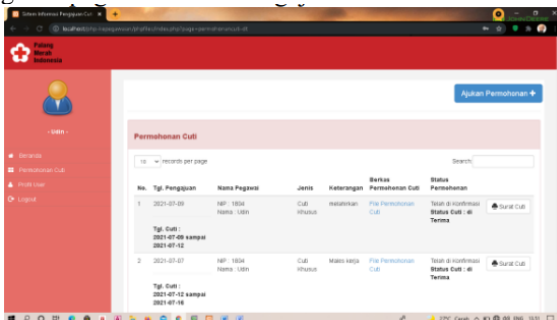 Sistem Informasi Pengajuan Cuti
Palang
Merah
Indonesia
Ajukan Permohonan +
- Udin -
Beranda
Permohonan Cuti
Profil User
Logout
Permohonan Cuti
10 records per page
Search:
No. Tgl. Pengajuan Nama Pegawai Jenis Keterangan Berkas Permohonan Cuti Status Permohonan
1 2021-07-09 NIP : 1804 Cuti melahirkan File Permohonan Telah di Konfirmasi Surat Cuti
Nama : Udin Khusus Cuti Status Cuti : di
Terima
Tgl. Cuti :
2021-07-09 sampai
2021-07-12
2 2021-07-07 NIP : 1804 Cuti Males kerja File Permohonan Telah di Konfirmasi Surat Cuti
Nama : Udin Khusus Cuti Status Cuti : di
Terima
Tgl. Cuti :
2021-07-12 sampai
2021-07-16